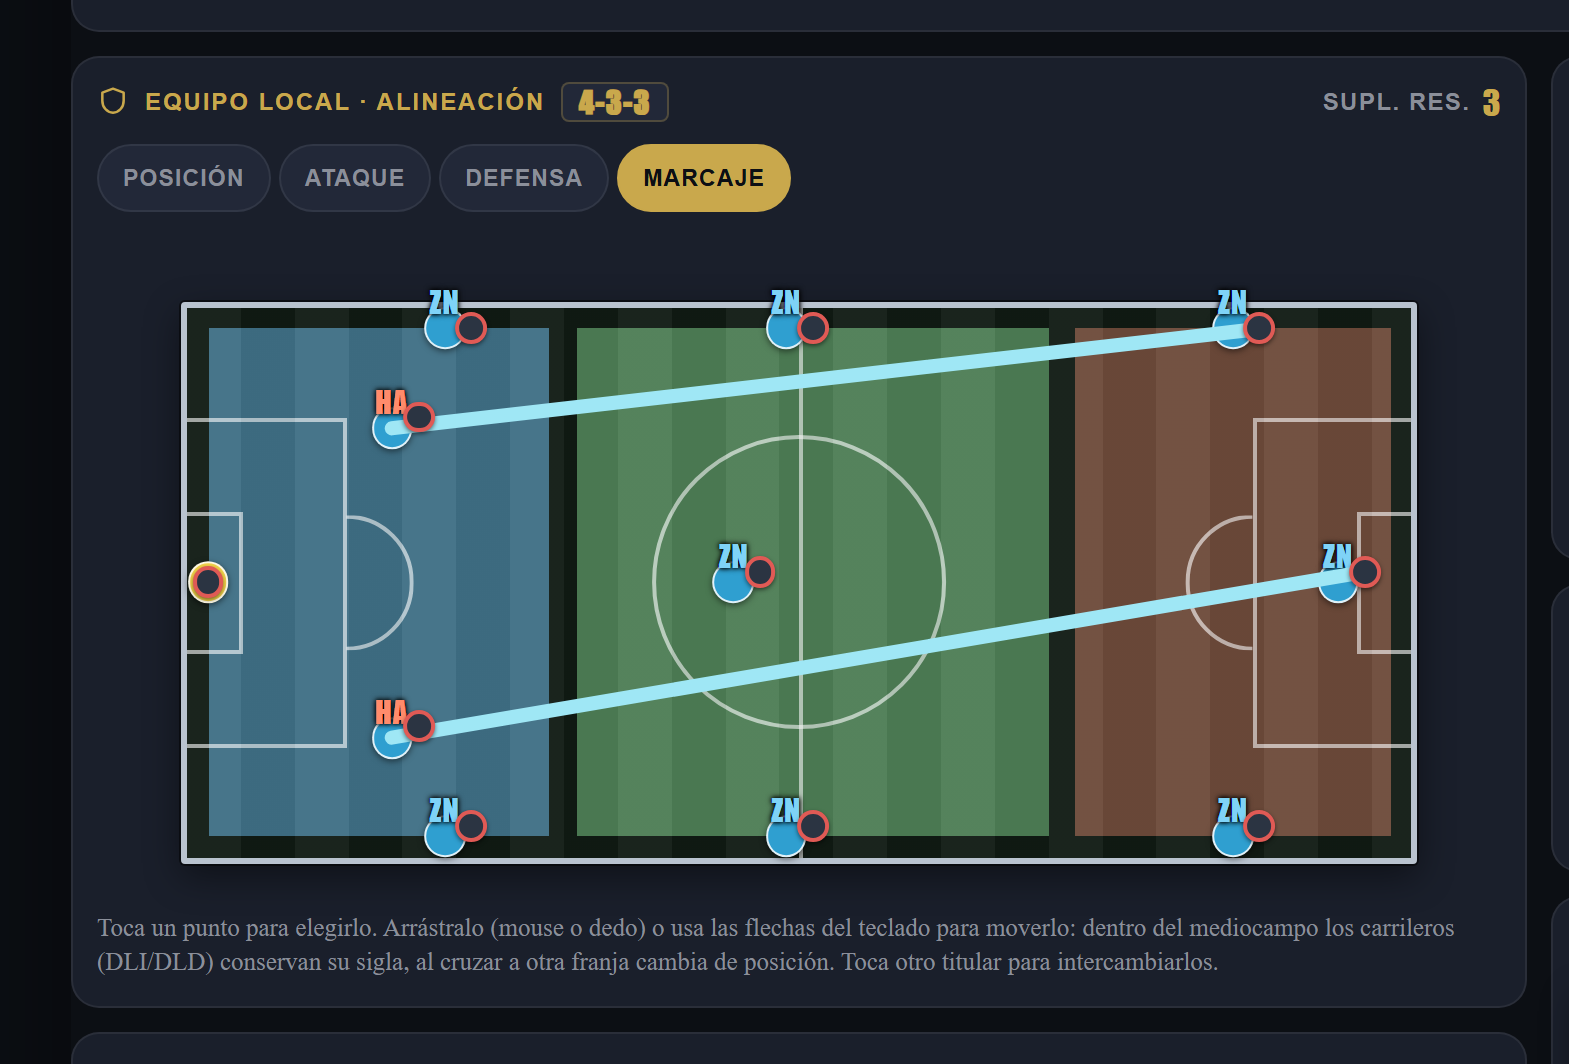 EQUIPO LOCAL · ALINEACIÓN 4-3-3 SUPL. RES. 3
POSICIÓN ATAQUE DEFENSA MARCAJE
ZN ZN ZN
HA
ZN ZN
HA
ZN ZN ZN
Toca un punto para elegirlo. Arrástralo (mouse o dedo) o usa las flechas del teclado para moverlo: dentro del mediocampo los carrileros
(DLI/DLD) conservan su sigla, al cruzar a otra franja cambia de posición. Toca otro titular para intercambiarlos.